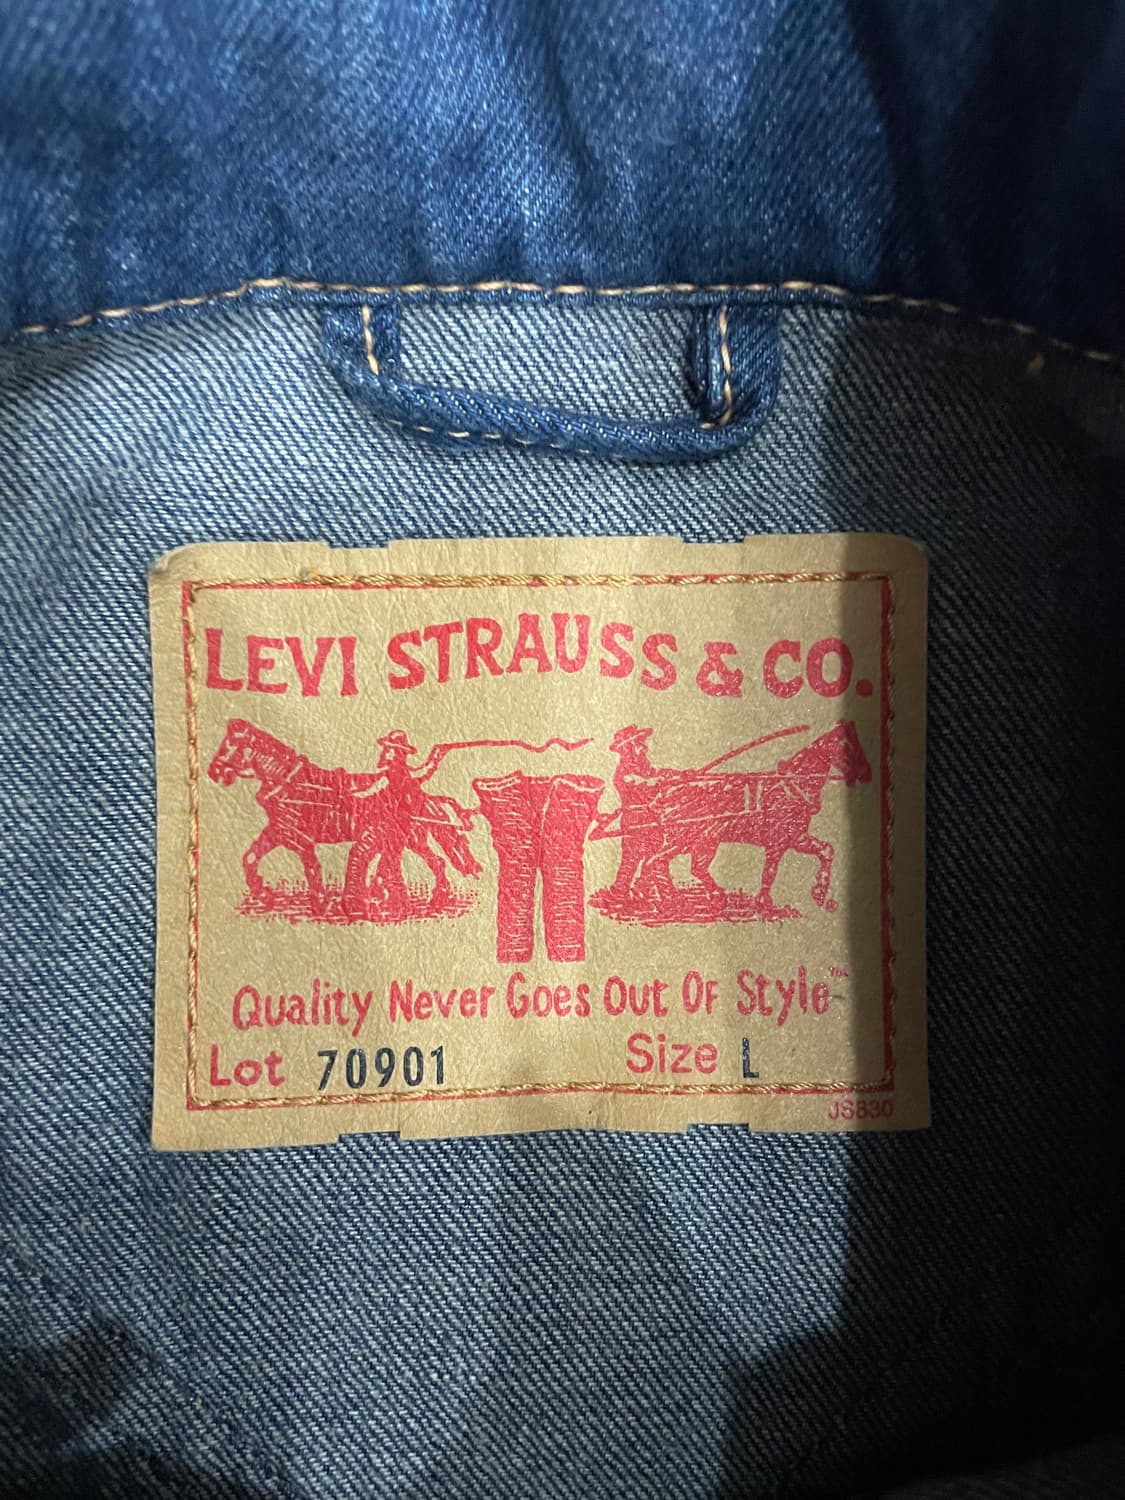 LEVI STRAUSS & CO.
Quality Never Goes Out Of Style™
Lot 70901 Size L
JS830